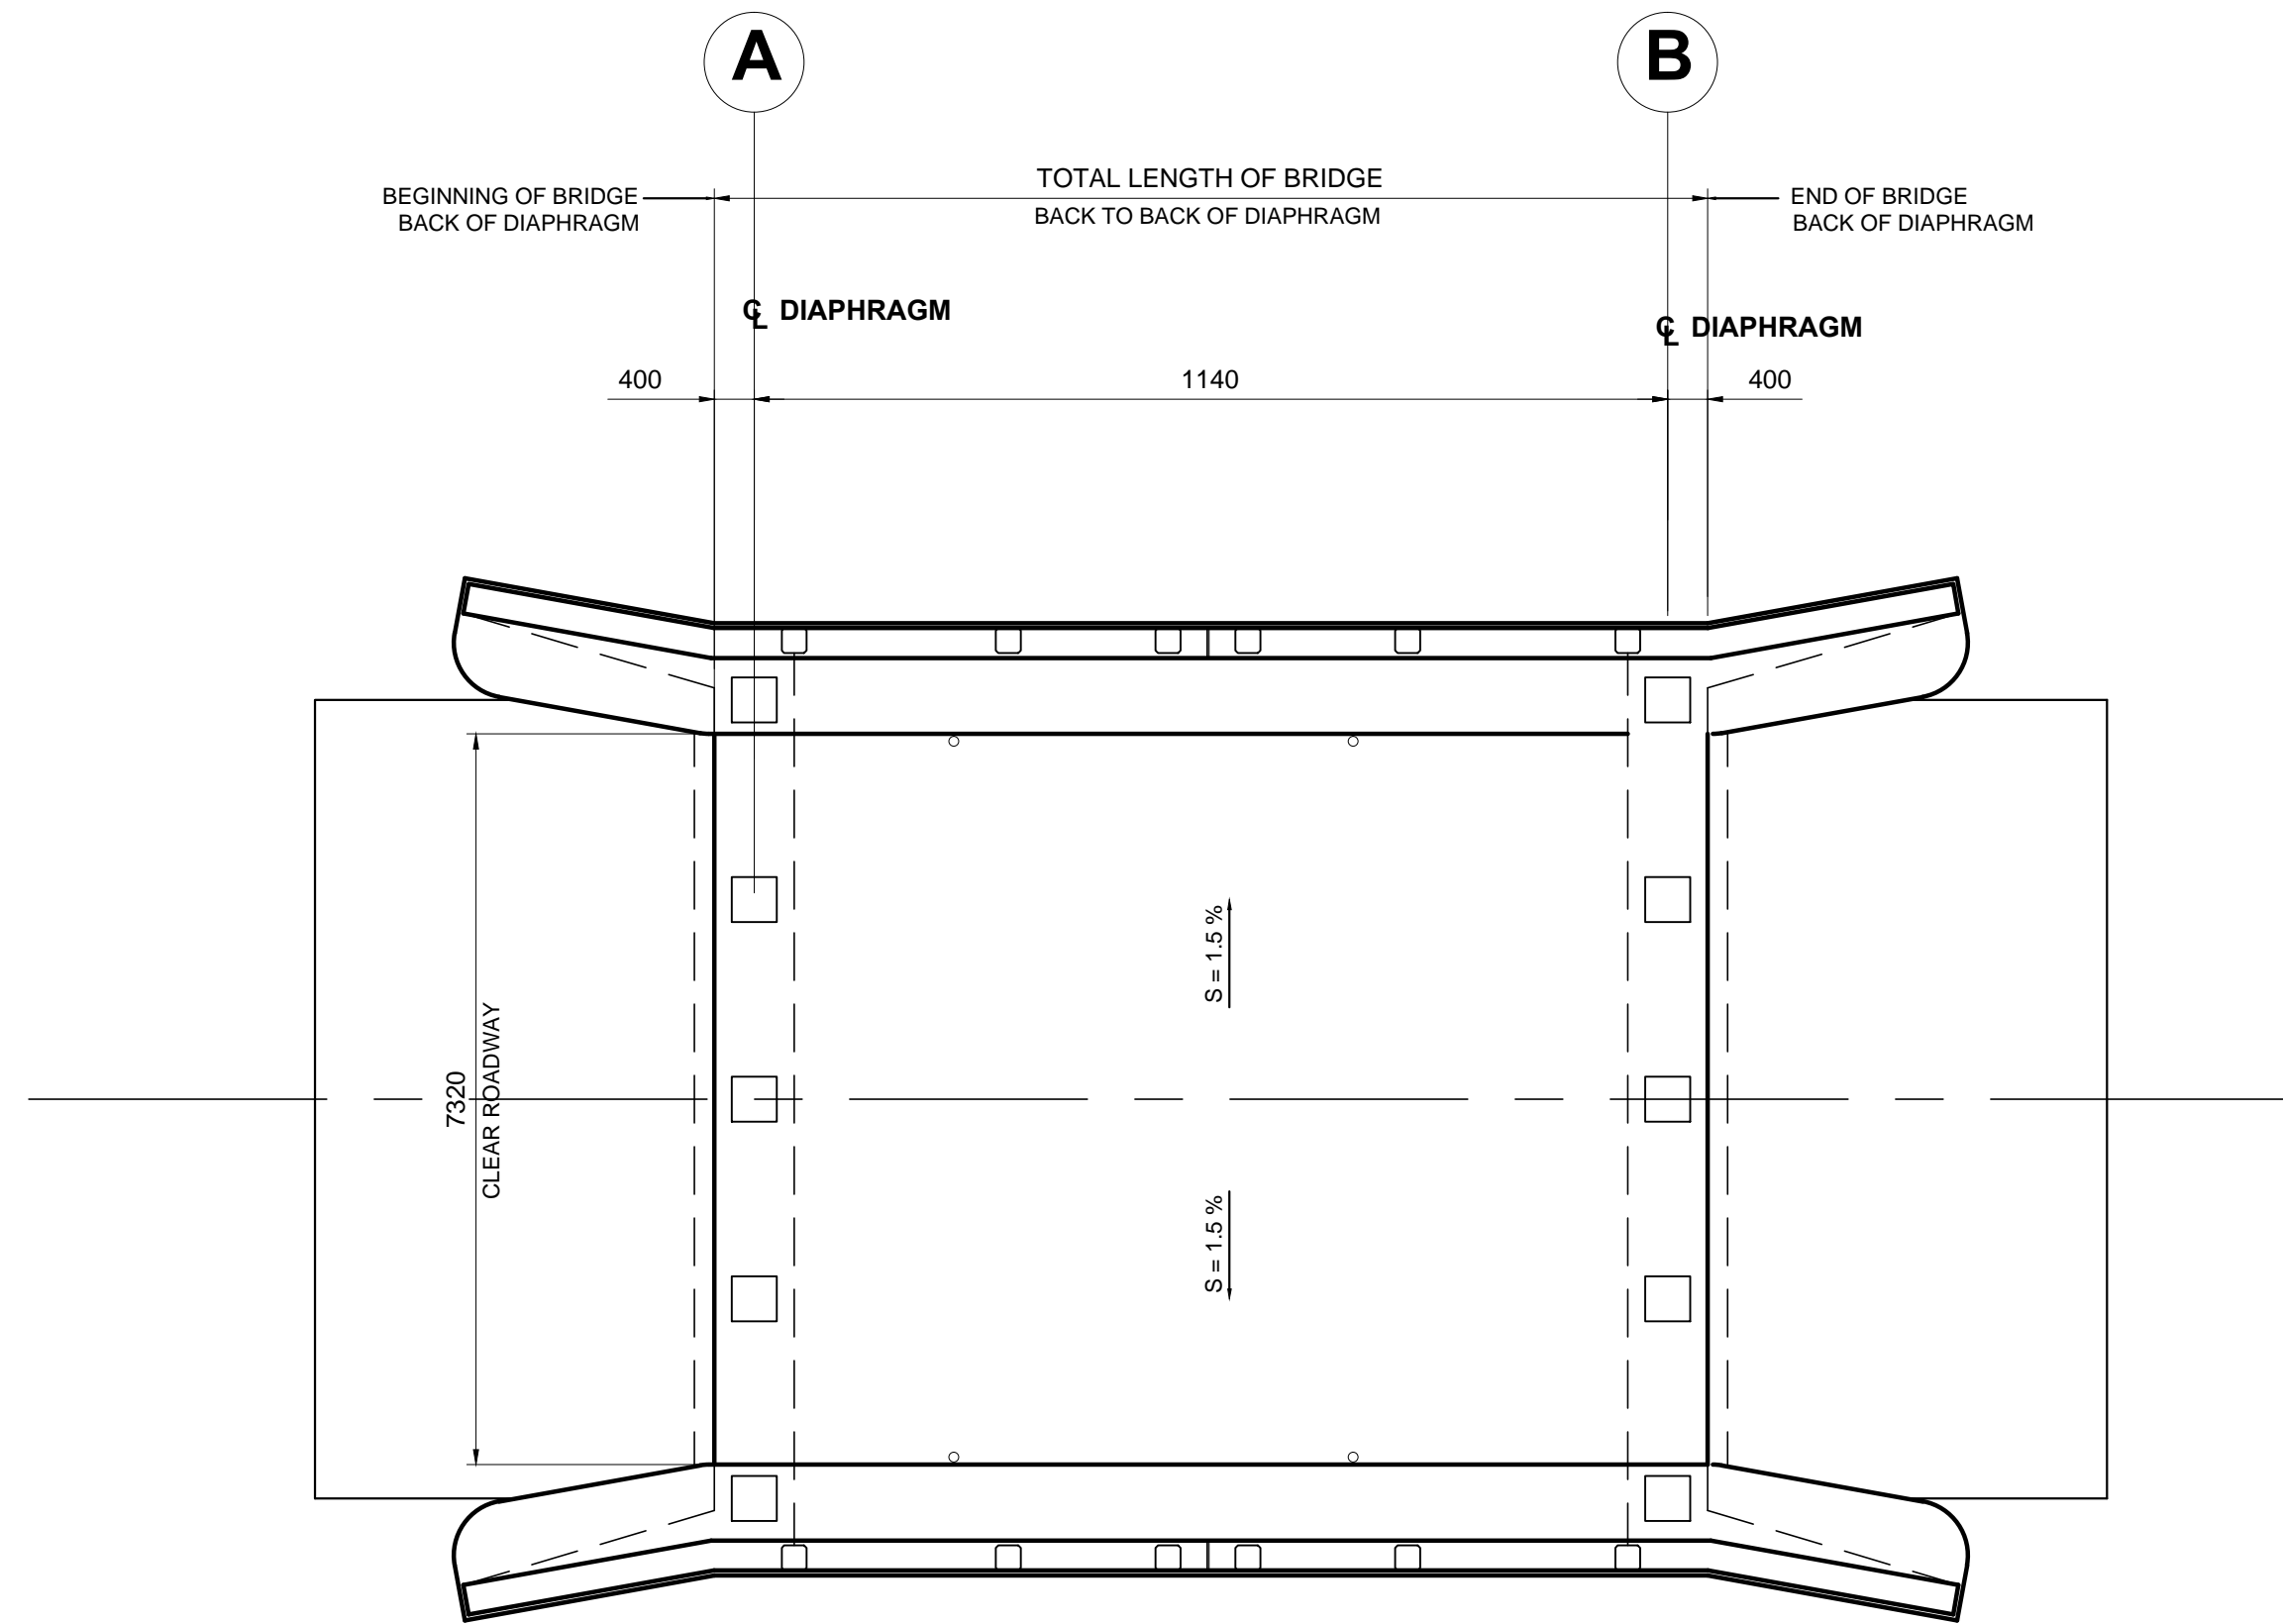 A
B
TOTAL LENGTH OF BRIDGE
BACK TO BACK OF DIAPHRAGM
BEGINNING OF BRIDGE
BACK OF DIAPHRAGM
END OF BRIDGE
BACK OF DIAPHRAGM
℄ DIAPHRAGM
℄ DIAPHRAGM
400
1140
400
7320
CLEAR ROADWAY
S = 1.5 %
S = 1.5 %